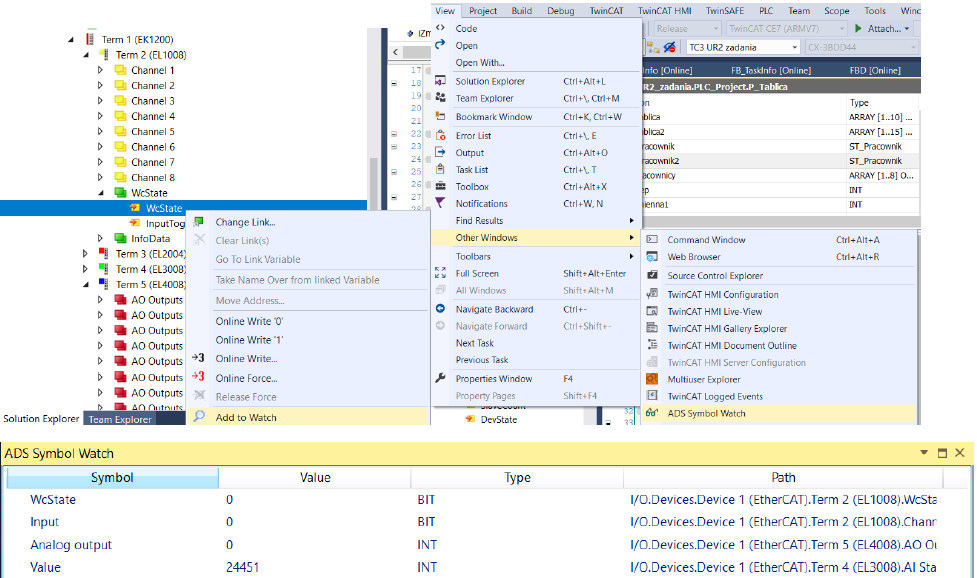 Term 1 (EK1200)
Term 2 (EL1008)
Channel 1
Channel 2
Channel 3
Channel 4
Channel 5
Channel 6
Channel 7
Channel 8
WcState
WcState
InputTog
InfoData
Term 3 (EL2004)
Term 4 (EL3008)
Term 5 (EL4008)
AO Outputs
AO Outputs
AO Outputs
AO Outputs
AO Outputs
AO Outputs
AO Outputs
AO Outputs
Solution Explorer Team Explorer
Change Link...
Clear Link(s)
Go To Link Variable
Take Name Over from linked Variable
Move Address...
Online Write '0'
Online Write '1'
Online Write...
Online Force...
Release Force
Add to Watch
View Project Build Debug TwinCAT TwinCAT HMI TwinSAFE PLC Team Scope Tools Wind
Release TwinCAT CE7 (ARMV7) Attach...
TC3 UR2 zadania CX-3BDD44
Info [Online] FB_TaskInfo [Online] FBD [Online]
R2_zadania.PLC_Project.P_Tablica
Type
ARRAY [1..10] ...
blica2 ARRAY [1..15] ...
racownik ST_Pracownik
racownik2 ST_Pracownik
racownicy ARRAY [1..8] O...
INT
INT
17
18
19
20
21
22
23
24
25
26
27
28
Code
Open
Open With...
Solution Explorer Ctrl+Alt+L
Team Explorer Ctrl+\, Ctrl+M
Bookmark Window Ctrl+K, Ctrl+W
Error List Ctrl+\, E
Output Ctrl+Alt+O
Task List Ctrl+\, T
Toolbox Ctrl+Alt+X
Notifications Ctrl+W, N
Find Results
Other Windows
Toolbars
Full Screen Shift+Alt+Enter
All Windows Shift+Alt+M
Navigate Backward Ctrl+-
Navigate Forward Ctrl+Shift+-
Next Task
Previous Task
Properties Window F4
Property Pages Shift+F4
SlaveCount
DevState
32
33
Command Window Ctrl+Alt+A
Web Browser Ctrl+Alt+R
Source Control Explorer
TwinCAT HMI Configuration
TwinCAT HMI Live-View
TwinCAT HMI Gallery Explorer
TwinCAT HMI Document Outline
TwinCAT HMI Server Configuration
Multiuser Explorer
TwinCAT Logged Events
ADS Symbol Watch
ADS Symbol Watch
Symbol Value Type Path
WcState 0 BIT I/O.Devices.Device 1 (EtherCAT).Term 2 (EL1008).WcSta
Input 0 BIT I/O.Devices.Device 1 (EtherCAT).Term 2 (EL1008).Chann
Analog output 0 INT I/O.Devices.Device 1 (EtherCAT).Term 5 (EL4008).AO Ou
Value 24451 INT I/O.Devices.Device 1 (EtherCAT).Term 4 (EL3008).AI Sta